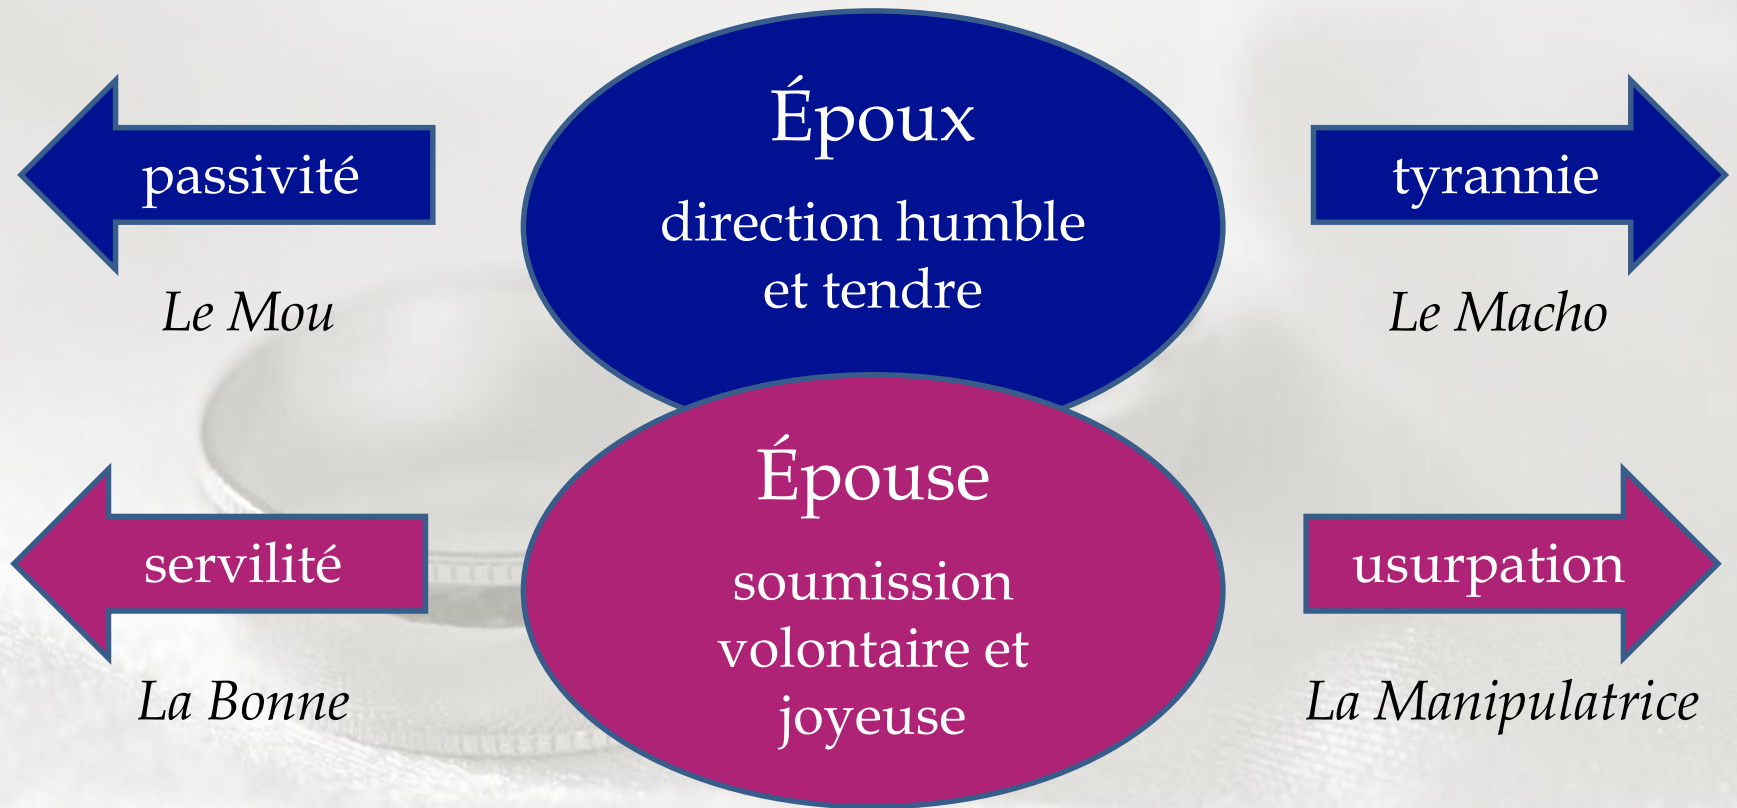 Époux
direction humble
et tendre
passivité
Le Mou
tyrannie
Le Macho
Épouse
soumission
volontaire et
joyeuse
servilité
La Bonne
usurpation
La Manipulatrice